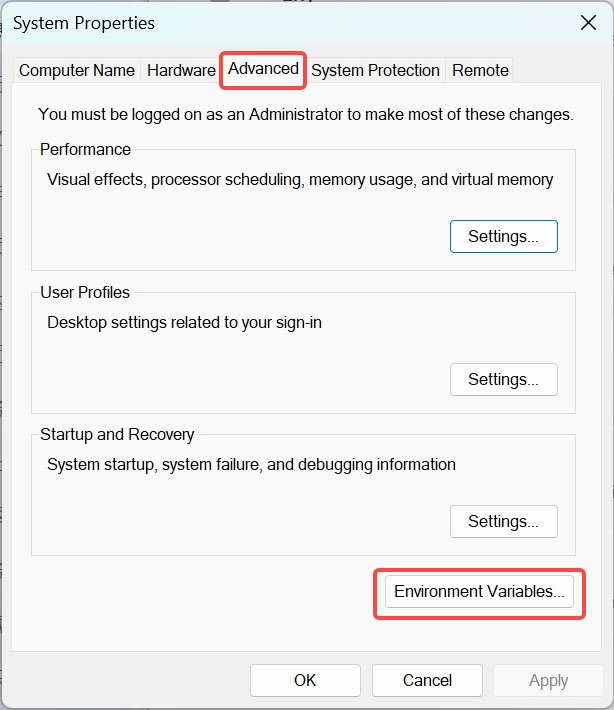 System Properties
Computer Name Hardware Advanced System Protection Remote
You must be logged on as an Administrator to make most of these changes.
Performance
Visual effects, processor scheduling, memory usage, and virtual memory
Settings...
User Profiles
Desktop settings related to your sign-in
Settings...
Startup and Recovery
System startup, system failure, and debugging information
Settings...
Environment Variables...
OK Cancel Apply